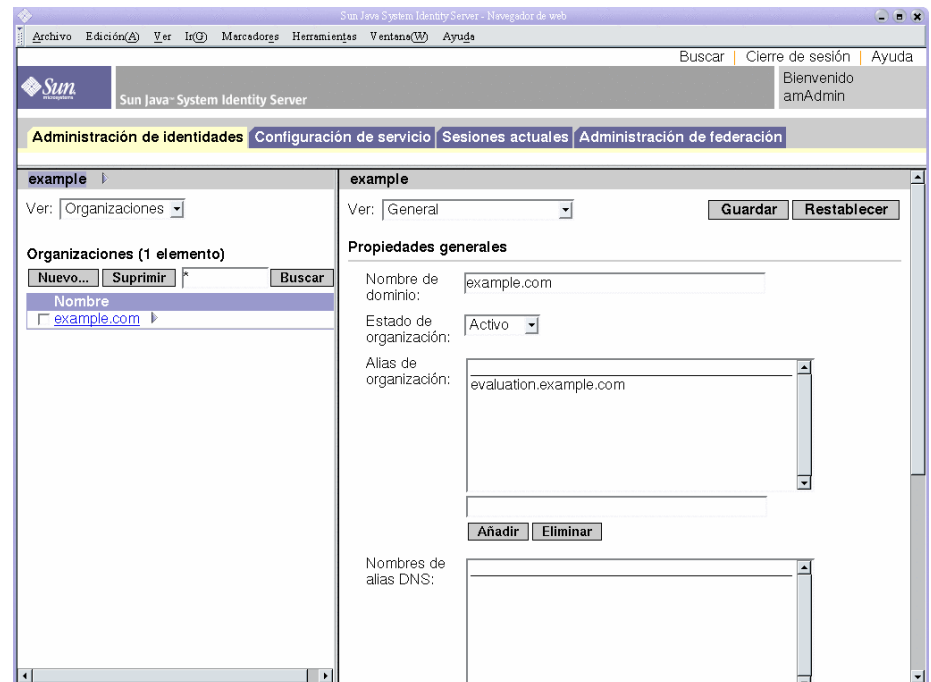 Sun Java System Identity Server - Navegador de web
Archivo Edición(A) Ver Ir(G) Marcadores Herramientas Ventana(W) Ayuda
Buscar | Cierre de sesión | Ayuda
Sun
microsystems
Sun Java™ System Identity Server
Bienvenido
amAdmin
Administración de identidades Configuración de servicio Sesiones actuales Administración de federación
example
Ver: Organizaciones
Organizaciones (1 elemento)
Nuevo... Suprimir * Buscar
Nombre
example.com
example
Ver: General Guardar Restablecer
Propiedades generales
Nombre de
dominio:
example.com
Estado de
organización:
Activo
Alias de
organización:
evaluation.example.com
Añadir Eliminar
Nombres de
alias DNS: